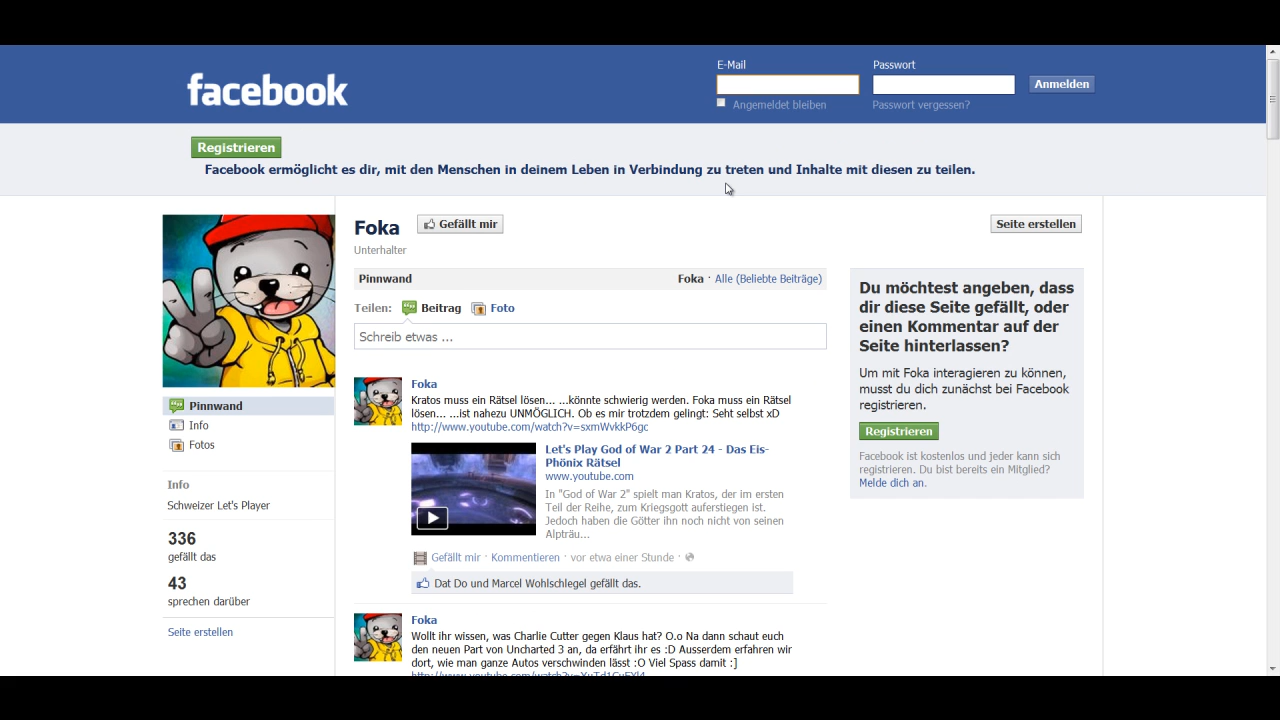 facebook
E-Mail
Passwort
Anmelden
Angemeldet bleiben
Passwort vergessen?
Registrieren
Facebook ermöglicht es dir, mit den Menschen in deinem Leben in Verbindung zu treten und Inhalte mit diesen zu teilen.
Foka
Gefällt mir
Seite erstellen
Unterhalter
Pinnwand
Foka · Alle (Beliebte Beiträge)
Teilen: Beitrag Foto
Schreib etwas ...
Foka
Kratos muss ein Rätsel lösen... ...könnte schwierig werden. Foka muss ein Rätsel
lösen... ...ist nahezu UNMÖGLICH. Ob es mir trotzdem gelingt: Seht selbst xD
http://www.youtube.com/watch?v=sxmWvkkP6gc
Let's Play God of War 2 Part 24 - Das Eis-
Phönix Rätsel
www.youtube.com
In "God of War 2" spielt man Kratos, der im ersten
Teil der Reihe, zum Kriegsgott auferstiegen ist.
Jedoch haben die Götter ihn noch nicht von seinen
Alpträu...
Gefällt mir · Kommentieren · vor etwa einer Stunde ·
Dat Do und Marcel Wohlschlegel gefällt das.
Foka
Wollt ihr wissen, was Charlie Cutter gegen Klaus hat? O.o Na dann schaut euch
den neuen Part von Uncharted 3 an, da erfährt ihr es :D Ausserdem erfahren wir
dort, wie man ganze Autos verschwinden lässt :O Viel Spass damit :]
Pinnwand
Info
Fotos
Info
Schweizer Let's Player
336
gefällt das
43
sprechen darüber
Seite erstellen
Du möchtest angeben, dass
dir diese Seite gefällt, oder
einen Kommentar auf der
Seite hinterlassen?
Um mit Foka interagieren zu können,
musst du dich zunächst bei Facebook
registrieren.
Registrieren
Facebook ist kostenlos und jeder kann sich
registrieren. Du bist bereits ein Mitglied?
Melde dich an.